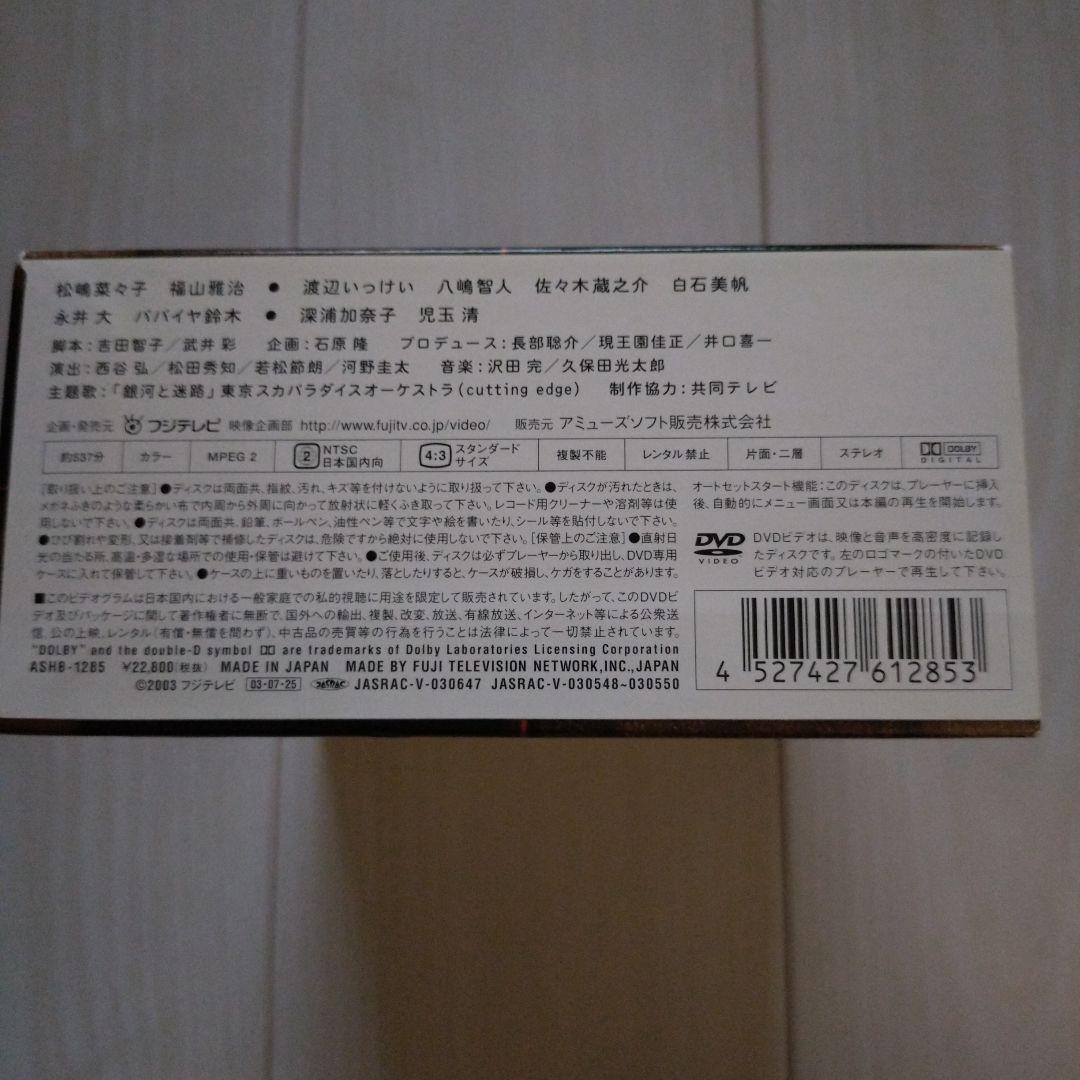 松嶋菜々子 福山雅治 ● 渡辺いっけい 八嶋智人 佐々木蔵之介 白石美帆
永井 大 パパイヤ鈴木 ● 深浦加奈子 児玉 清
脚本:吉田智子/武井 彩 企画:石原 隆 プロデュース:長部聡介/現王園佳正/井口喜一
演出:西谷 弘/松田秀知/若松節朗/河野圭太 音楽:沢田 完/久保田光太郎
主題歌:「銀河と迷路」東京スカパラダイスオーケストラ(cutting edge) 制作協力:共同テレビ
企画・発売元 フジテレビ 映像企画部 http://www.fujitv.co.jp/video/ 販売元 アミューズソフト販売株式会社
約537分 カラー MPEG 2 2 NTSC 日本国内向 4:3 スタンダード サイズ 複製不能 レンタル禁止 片面・二層 ステレオ DOLBY DIGITAL
[取り扱い上のご注意]●ディスクは両面共、指紋、汚れ、キズ等を付けないように取り扱って下さい。●ディスクが汚れたときは、
メガネふきのような柔らかい布で内周から外周に向かって放射状に軽くふき取って下さい。レコード用クリーナーや溶剤等は使
用しないで下さい。●ディスクは両面共、鉛筆、ボールペン、油性ペン等で文字や絵を書いたり、シール等を貼付しないで下さい。
●ひび割れや変形、又は接着剤等で補修したディスクは、危険ですから絶対に使用しないで下さい。[保管上のご注意]●直射日
光の当たる所、高温・多湿な場所での使用・保管は避けて下さい。●ご使用後、ディスクは必ずプレーヤーから取り出し、DVD専用
ケースに入れて保管して下さい。●ケースの上に重いものを置いたり、落としたりすると、ケースが破損し、ケガをすることがあります。
オートセットスタート機能:このディスクは、プレーヤーに挿入
後、自動的にメニュー画面又は本編の再生を開始します。
DVD VIDEO
DVDビデオは、映像と音声を高密度に記録し
たディスクです。左のロゴマークの付いたDVD
ビデオ対応のプレーヤーで再生して下さい。
■このビデオグラムは日本国内における一般家庭での私的視聴に用途を限定して販売されています。したがって、このDVDビ
デオ及びパッケージに関して著作権者に無断で、国外への輸出、複製、改変、放送、有線放送、インターネット等による公衆送
信、公の上映、レンタル(有償・無償を問わず)、中古品の売買等の行為を行うことは法律によって一切禁止されています。
"DOLBY" and the double-D symbol are trademarks of Dolby Laboratories Licensing Corporation
ASHB-1285 ¥22,800(税抜) MADE IN JAPAN MADE BY FUJI TELEVISION NETWORK,INC.,JAPAN
©2003 フジテレビ 03-07-25 JASRAC JASRAC-V-030647 JASRAC-V-030548~030550
4 527427 612853